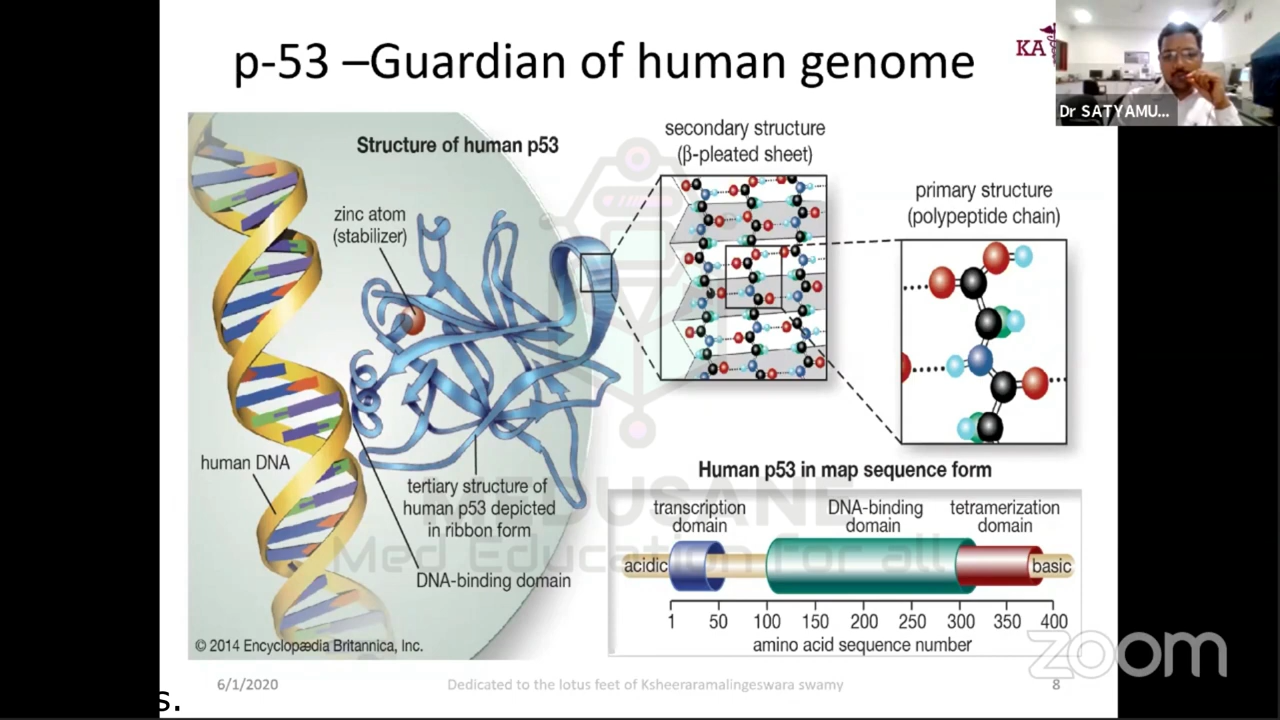 p-53 –Guardian of human genome
KA
Dr SATYAMU...
Structure of human p53
zinc atom
(stabilizer)
secondary structure
(β-pleated sheet)
primary structure
(polypeptide chain)
human DNA
tertiary structure of
human p53 depicted
in ribbon form
DNA-binding domain
Human p53 in map sequence form
transcription
domain
DNA-binding
domain
tetramerization
domain
acidic
basic
1 50 100 150 200 250 300 350 400
amino acid sequence number
Med Education for all
© 2014 Encyclopædia Britannica, Inc.
zoom
6/1/2020
Dedicated to the lotus feet of Ksheeraramalingeswara swamy
8
s.